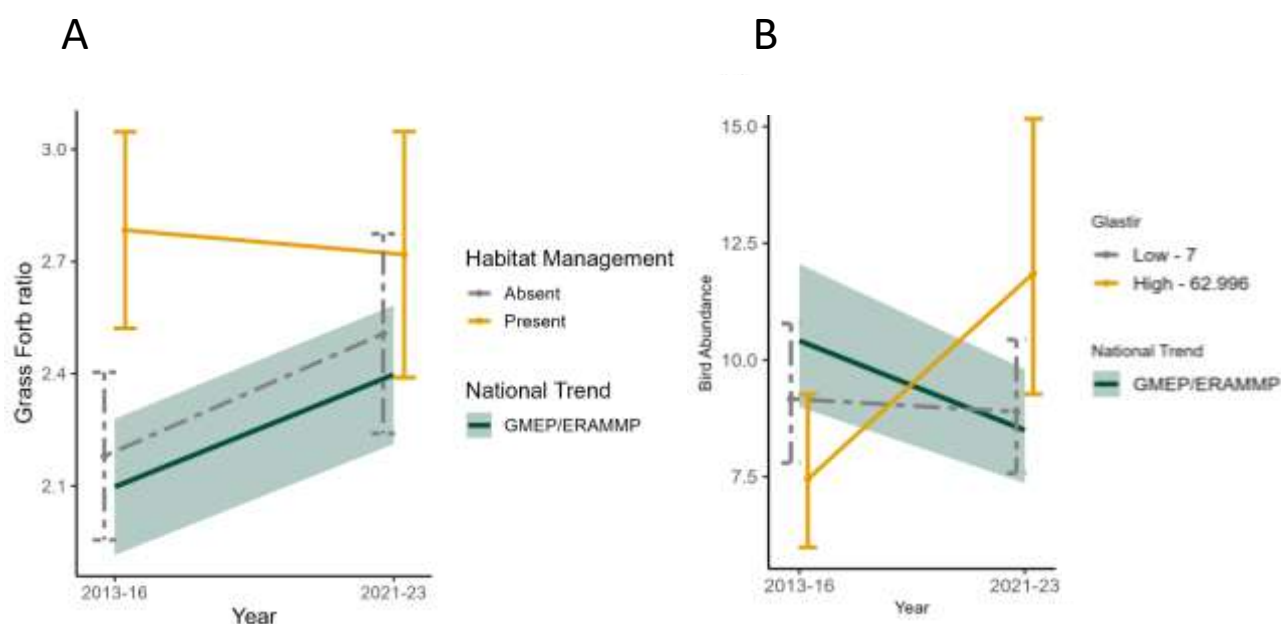 A
Grass Forb ratio
3.0
2.7
2.4
2.1
2013-16
2021-23
Year
Habitat Management
Absent
Present
National Trend
GMEP/ERAMMP
B
Bird Abundance
15.0
12.5
10.0
7.5
2013-16
2021-23
Year
Glastir
Low - 7
High - 62.996
National Trend
GMEP/ERAMMP